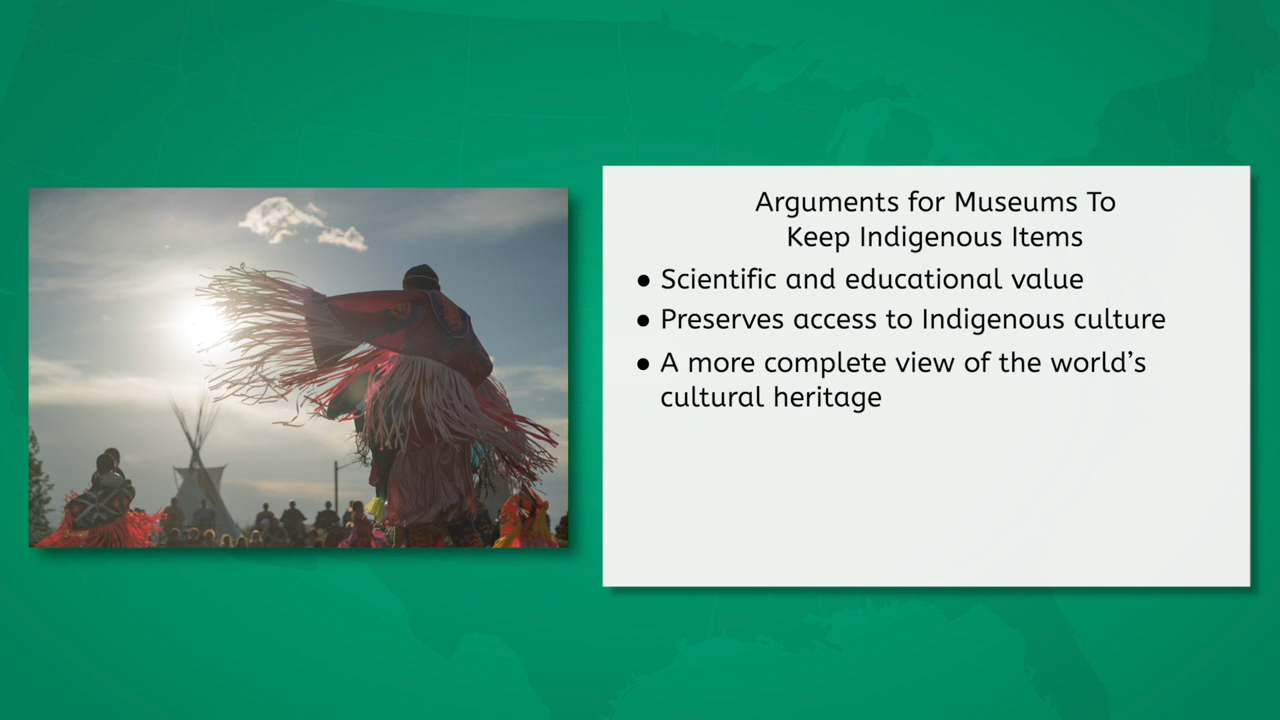 Arguments for Museums To
Keep Indigenous Items
● Scientific and educational value
● Preserves access to Indigenous culture
● A more complete view of the world’s
cultural heritage